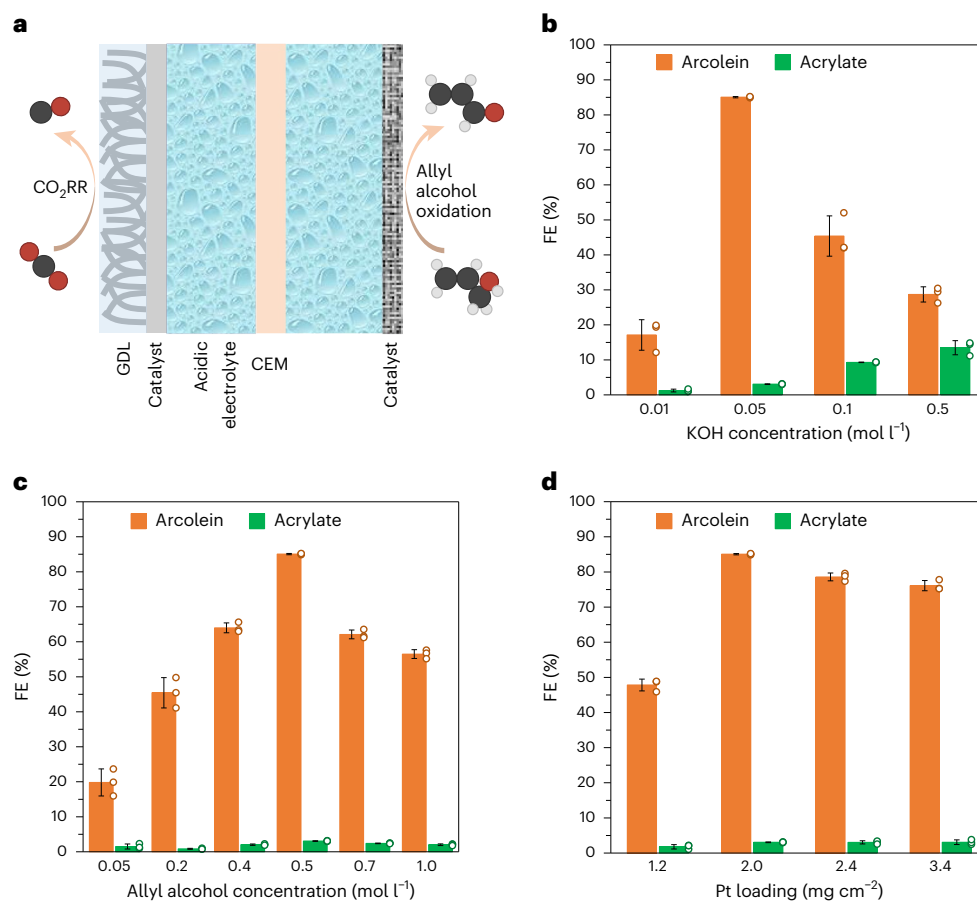 a
CO₂RR
Allyl
alcohol
oxidation
GDL
Catalyst
Acidic
electrolyte
CEM
Catalyst
b
100
90
80
70
60
50
40
30
20
10
0
FE (%)
Arcolein Acrylate
0.01 0.05 0.1 0.5
KOH concentration (mol l⁻¹)
c
100
90
80
70
60
50
40
30
20
10
0
FE (%)
Arcolein Acrylate
0.05 0.2 0.4 0.5 0.7 1.0
Allyl alcohol concentration (mol l⁻¹)
d
100
90
80
70
60
50
40
30
20
10
0
FE (%)
Arcolein Acrylate
1.2 2.0 2.4 3.4
Pt loading (mg cm⁻²)